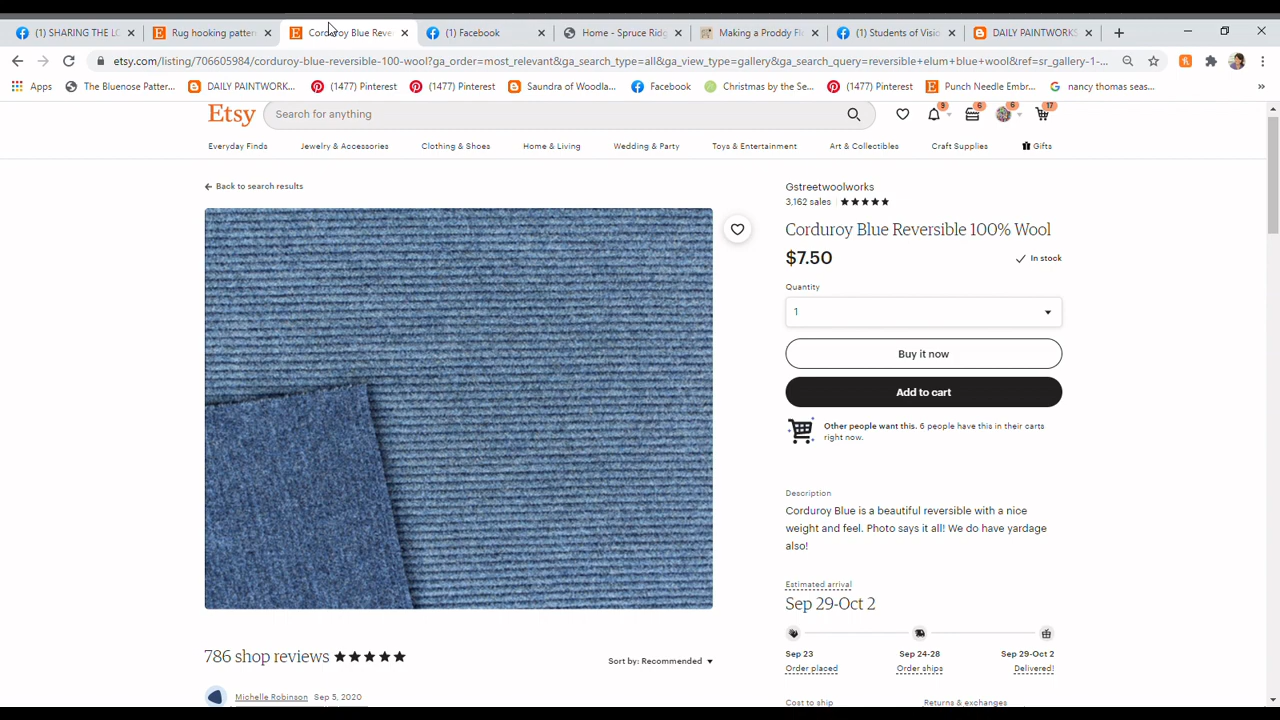 (1) SHARING THE LO
Rug hooking pattern
Corduroy Blue Reve
(1) Facebook
Home - Spruce Ridg
Making a Proddy Fl
(1) Students of Visio
DAILY PAINTWORKS
etsy.com/listing/706605984/corduroy-blue-reversible-100-wool?ga_order=most_relevant&ga_search_type=all&ga_view_type=gallery&ga_search_query=reversible+elum+blue+wool&ref=sr_gallery-1-...
Apps
The Bluenose Patter...
DAILY PAINTWORK...
(1477) Pinterest
(1477) Pinterest
Saundra of Woodla...
Facebook
Christmas by the Se...
(1477) Pinterest
Punch Needle Embr...
nancy thomas seas...
»
Etsy
Search for anything
9
6
6
17
Everyday Finds
Jewelry & Accessories
Clothing & Shoes
Home & Living
Wedding & Party
Toys & Entertainment
Art & Collectibles
Craft Supplies
Gifts
Back to search results
Gstreetwoolworks
3,162 sales
Corduroy Blue Reversible 100% Wool
$7.50
In stock
Quantity
1
Buy it now
Add to cart
Other people want this. 6 people have this in their carts
right now.
Description
Corduroy Blue is a beautiful reversible with a nice
weight and feel. Photo says it all! We do have yardage
also!
Estimated arrival
Sep 29-Oct 2
Sep 23
Order placed
Sep 24-28
Order ships
Sep 29-Oct 2
Delivered!
Cost to ship
Returns & exchanges
786 shop reviews
Sort by: Recommended
Michelle Robinson Sep 5, 2020